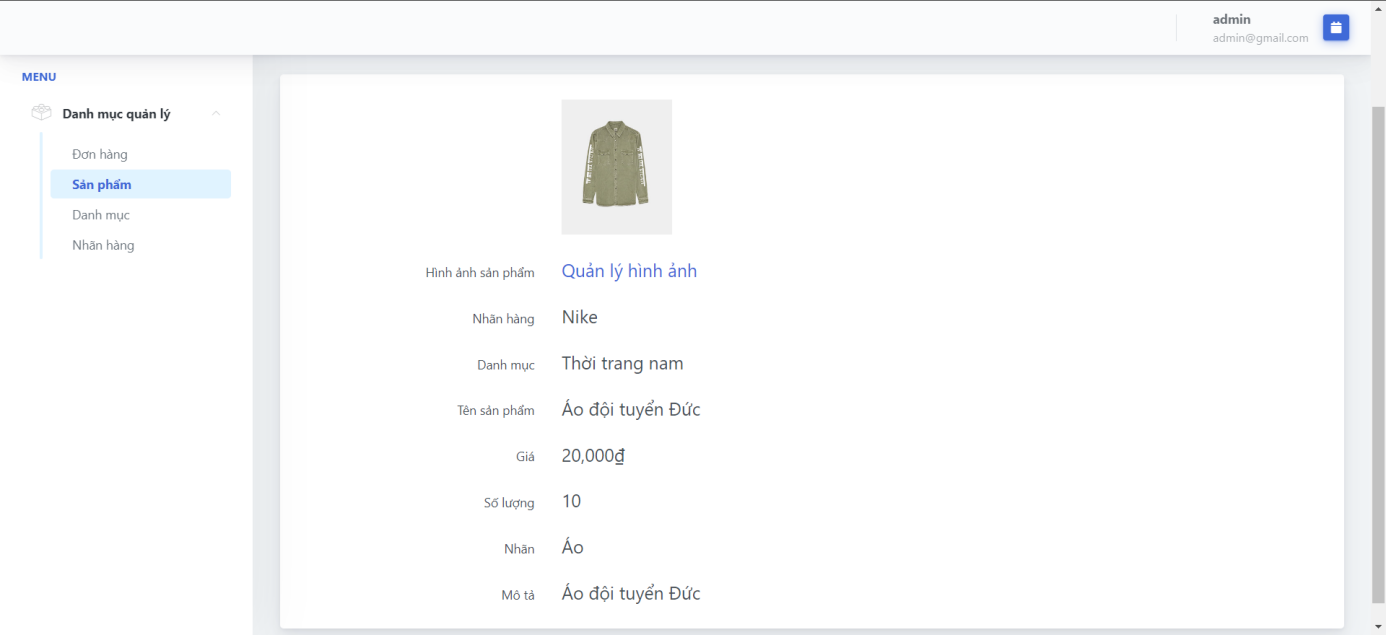 admin
admin@gmail.com
MENU
Danh mục quản lý
Đơn hàng
Sản phẩm
Danh mục
Nhãn hàng
Hình ảnh sản phẩm Quản lý hình ảnh
Nhãn hàng Nike
Danh mục Thời trang nam
Tên sản phẩm Áo đội tuyển Đức
Giá 20,000₫
Số lượng 10
Nhãn Áo
Mô tả Áo đội tuyển Đức